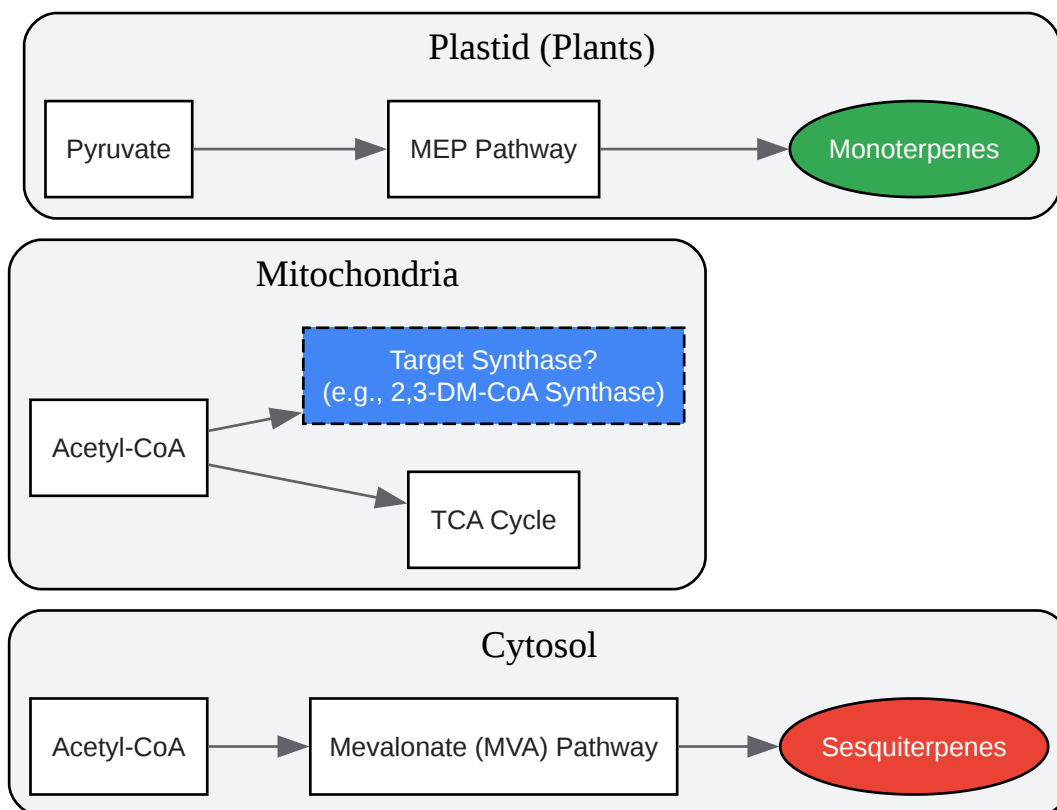 Plastid (Plants)
Pyruvate
MEP Pathway
Monoterpenes
Mitochondria
Target Synthase?
(e.g., 2,3-DM-CoA Synthase)
Acetyl-CoA
TCA Cycle
Cytosol
Acetyl-CoA
Mevalonate (MVA) Pathway
Sesquiterpenes